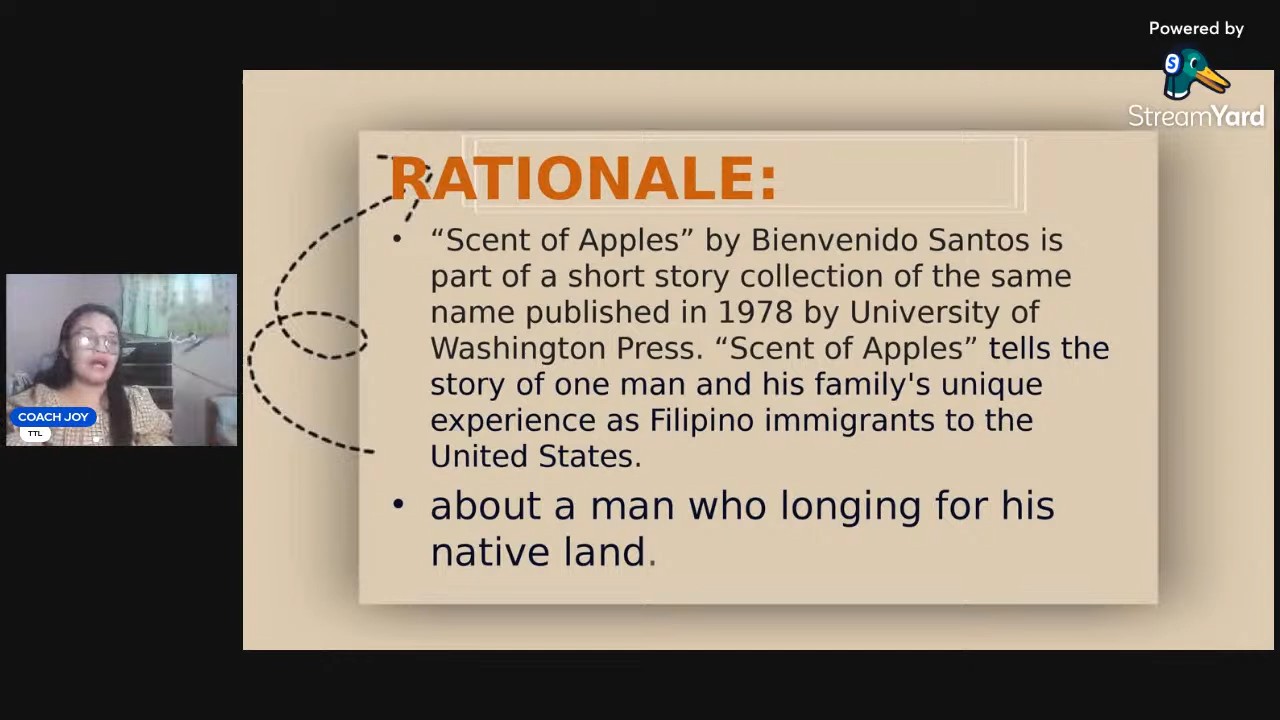 Powered by
StreamYard
RATIONALE:
• “Scent of Apples” by Bienvenido Santos is
part of a short story collection of the same
name published in 1978 by University of
Washington Press. “Scent of Apples” tells the
story of one man and his family's unique
experience as Filipino immigrants to the
United States.
• about a man who longing for his
native land.
COACH JOY
TTL